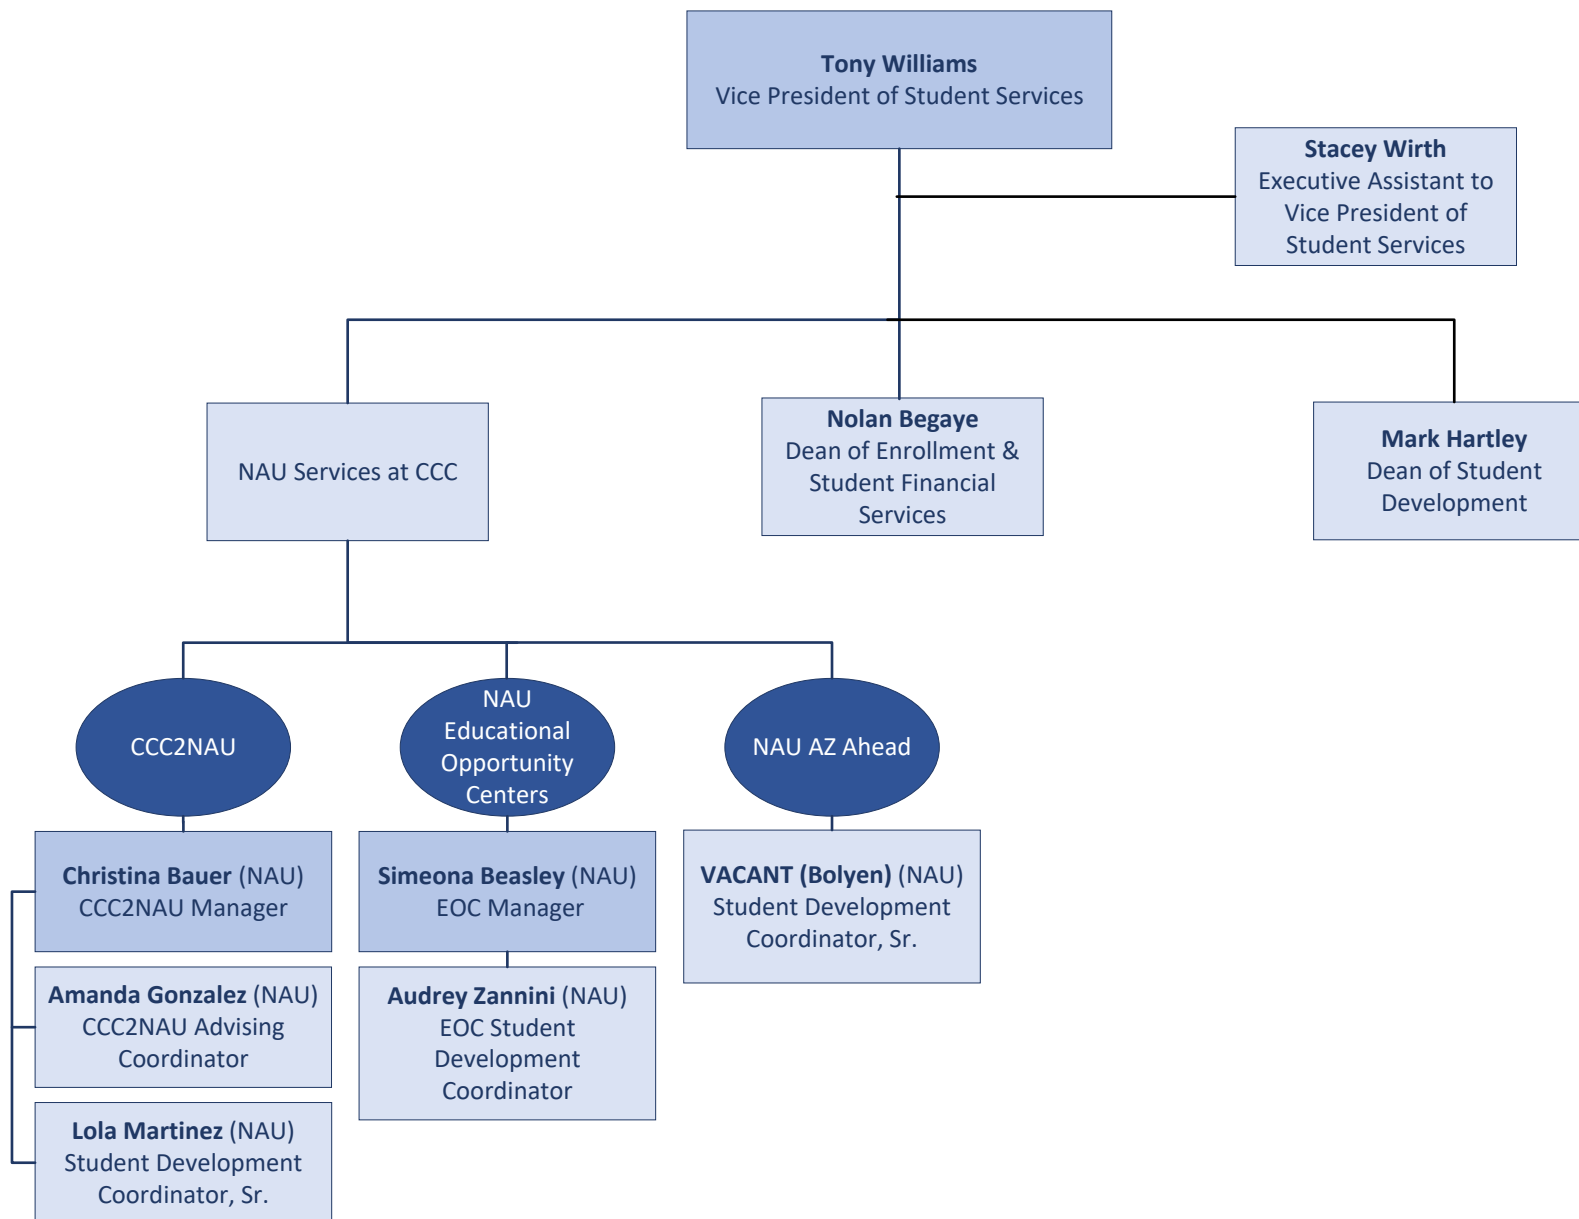 Tony Williams
Vice President of Student Services
Stacey Wirth
Executive Assistant to
Vice President of
Student Services
NAU Services at CCC
Nolan Begaye
Dean of Enrollment &
Student Financial
Services
Mark Hartley
Dean of Student
Development
CCC2NAU
NAU
Educational
Opportunity
Centers
NAU AZ Ahead
Christina Bauer (NAU)
CCC2NAU Manager
Simeona Beasley (NAU)
EOC Manager
VACANT (Bolyen) (NAU)
Student Development
Coordinator, Sr.
Amanda Gonzalez (NAU)
CCC2NAU Advising
Coordinator
Audrey Zannini (NAU)
EOC Student
Development
Coordinator
Lola Martinez (NAU)
Student Development
Coordinator, Sr.